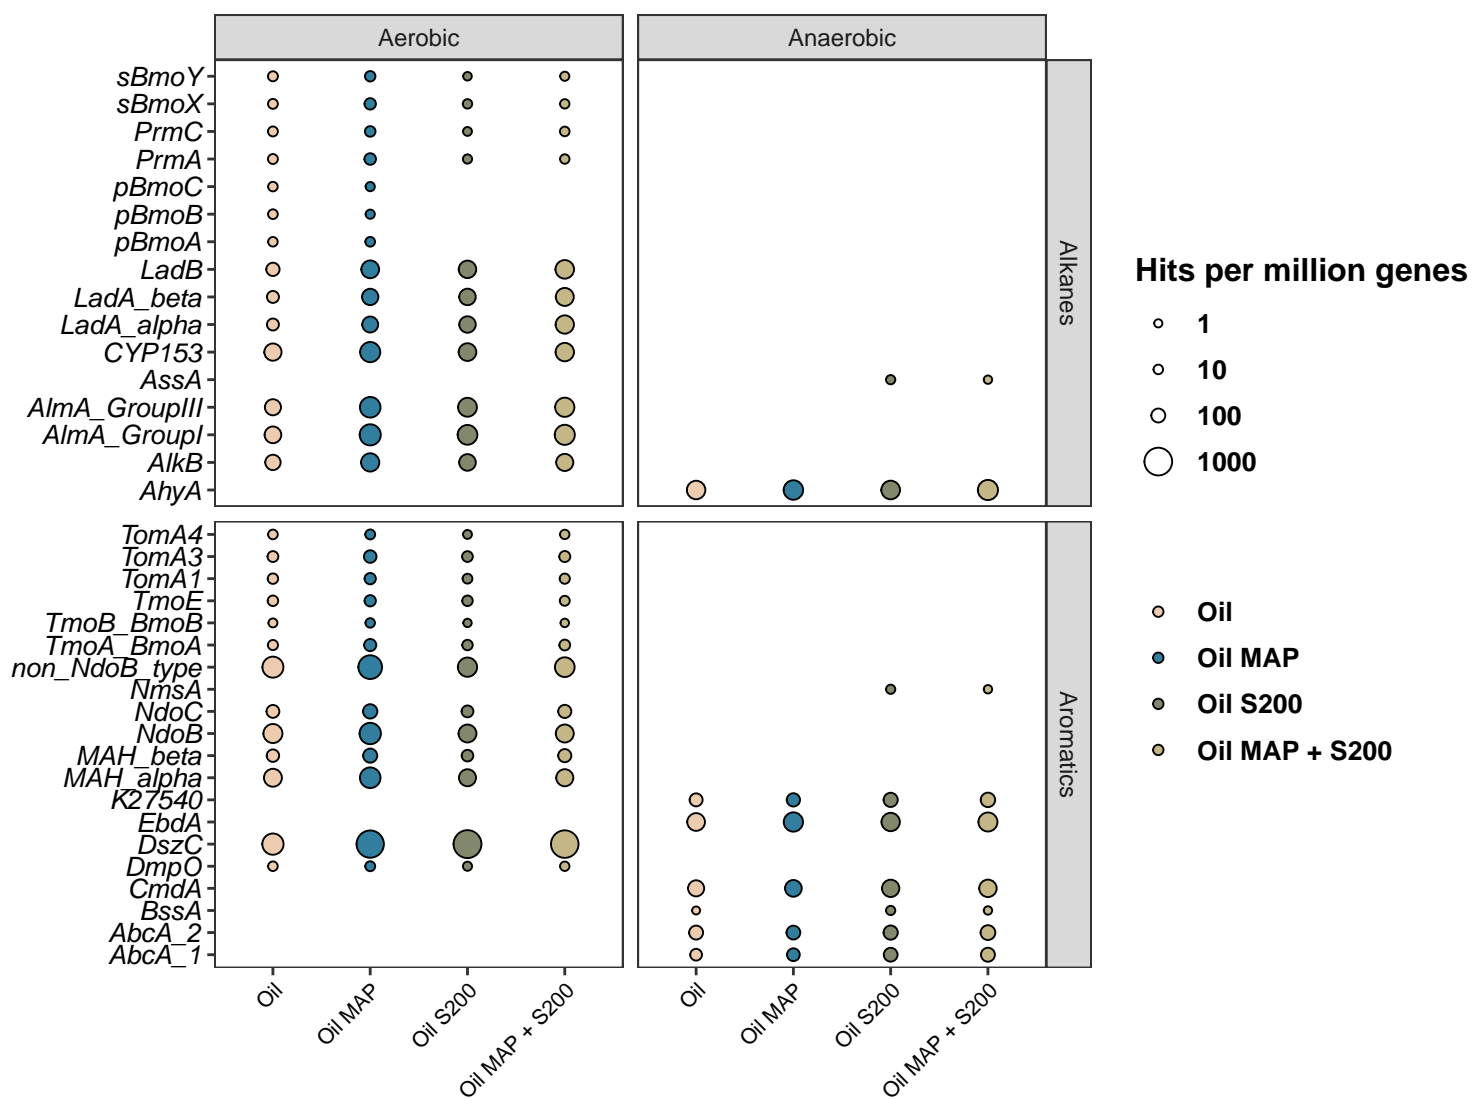 Aerobic
Anaerobic
sBmoY
sBmoX
PrmC
PrmA
pBmoC
pBmoB
pBmoA
LadB
LadA_beta
LadA_alpha
CYP153
AssA
AlmA_GroupIII
AlmA_GroupI
AlkB
AhyA
Alkanes
TomA4
TomA3
TomA1
TmoE
TmoB_BmoB
TmoA_BmoA
non_NdoB_type
NmsA
NdoC
NdoB
MAH_beta
MAH_alpha
K27540
EbdA
DszC
DmpO
CmdA
BssA
AbcA_2
AbcA_1
Aromatics
Oil
Oil MAP
Oil S200
Oil MAP + S200
Oil
Oil MAP
Oil S200
Oil MAP + S200
Hits per million genes
1
10
100
1000
Oil
Oil MAP
Oil S200
Oil MAP + S200